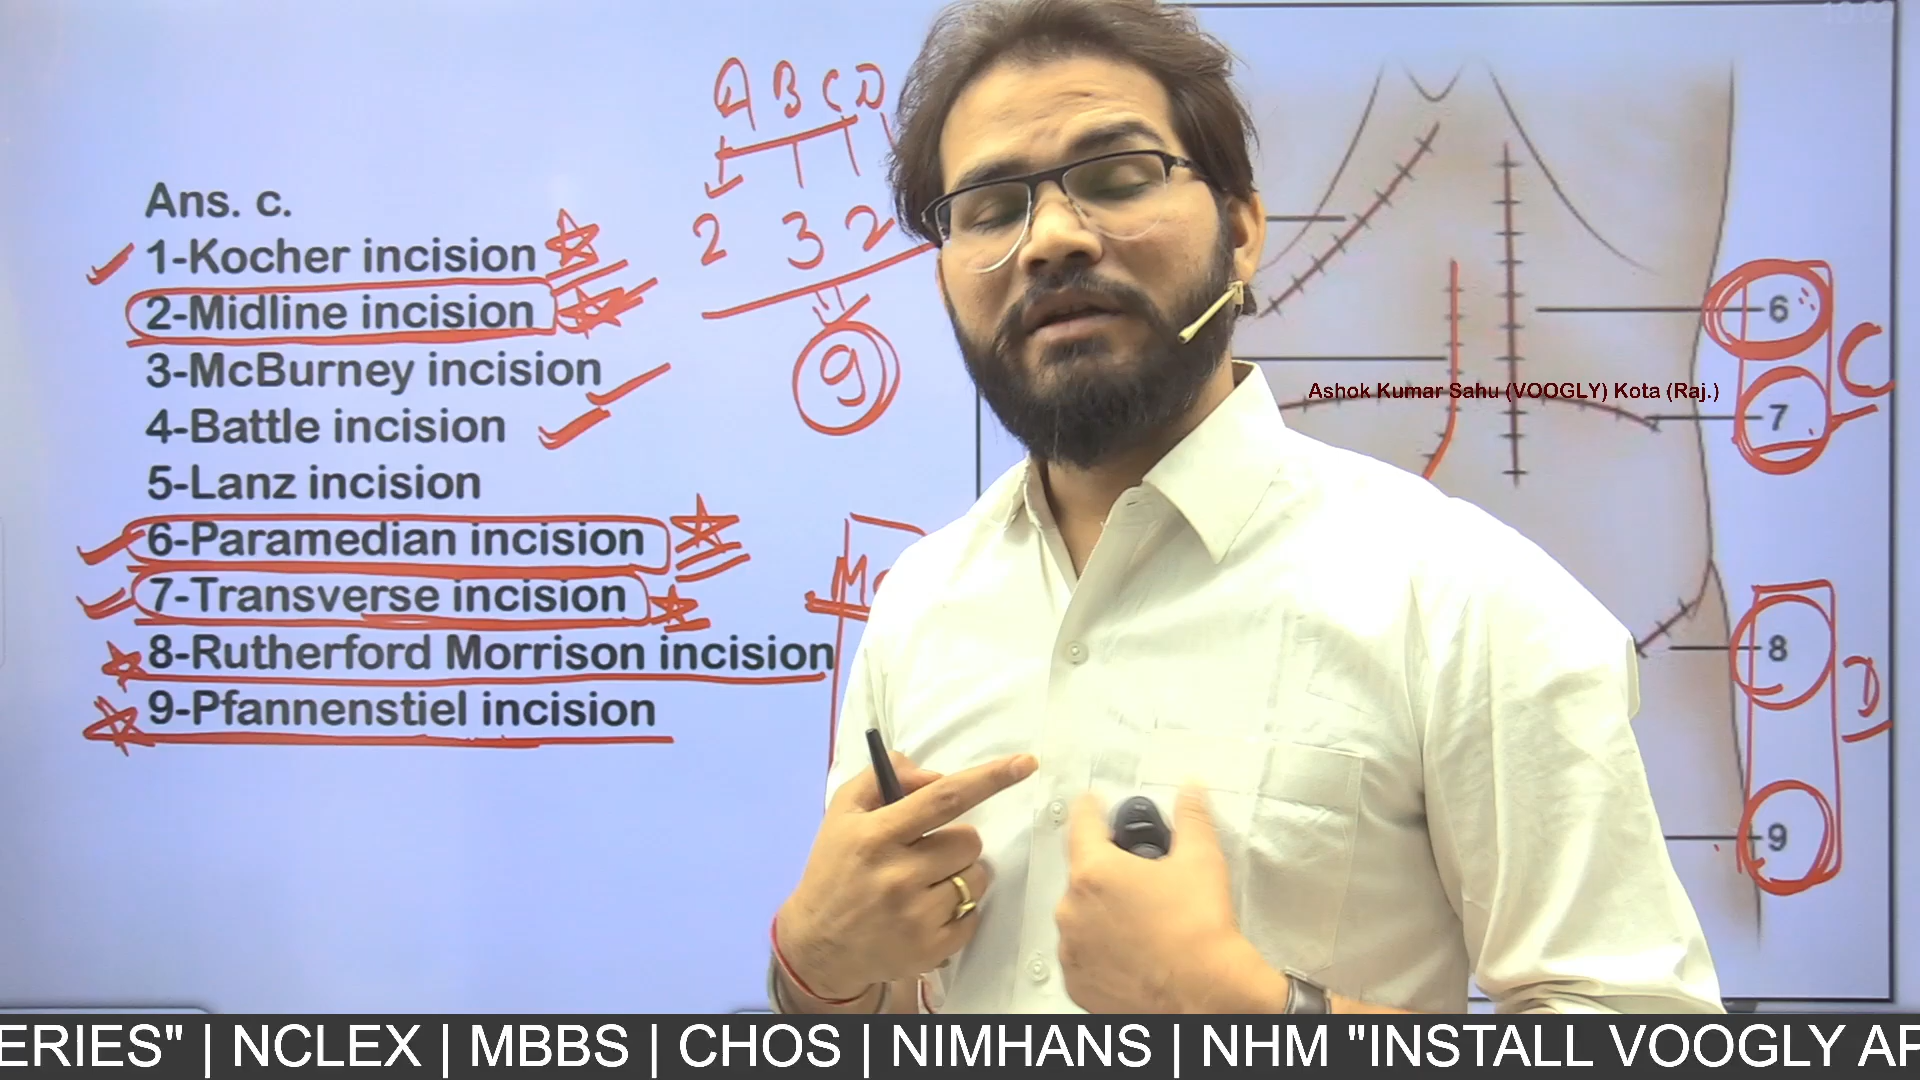 A B C D
Ans. c.
1-Kocher incision
2-Midline incision
3-McBurney incision
4-Battle incision
5-Lanz incision
6-Paramedian incision
7-Transverse incision
8-Rutherford Morrison incision
9-Pfannenstiel incision
2 3 2
9
6
7
C
8
D
9
Ashok Kumar Sahu (VOOGLY) Kota (Raj.)
ERIES" | NCLEX | MBBS | CHOS | NIMHANS | NHM "INSTALL VOOGLY AP